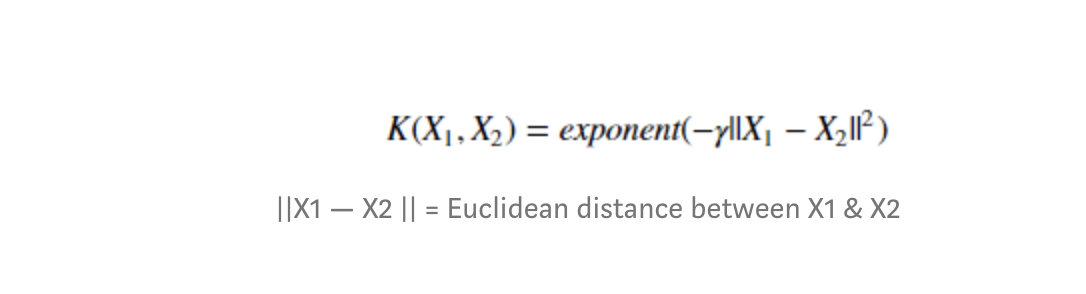 K(X₁, X₂) = exponent(−γ||X₁ − X₂||²)
||X1 — X2 || = Euclidean distance between X1 & X2